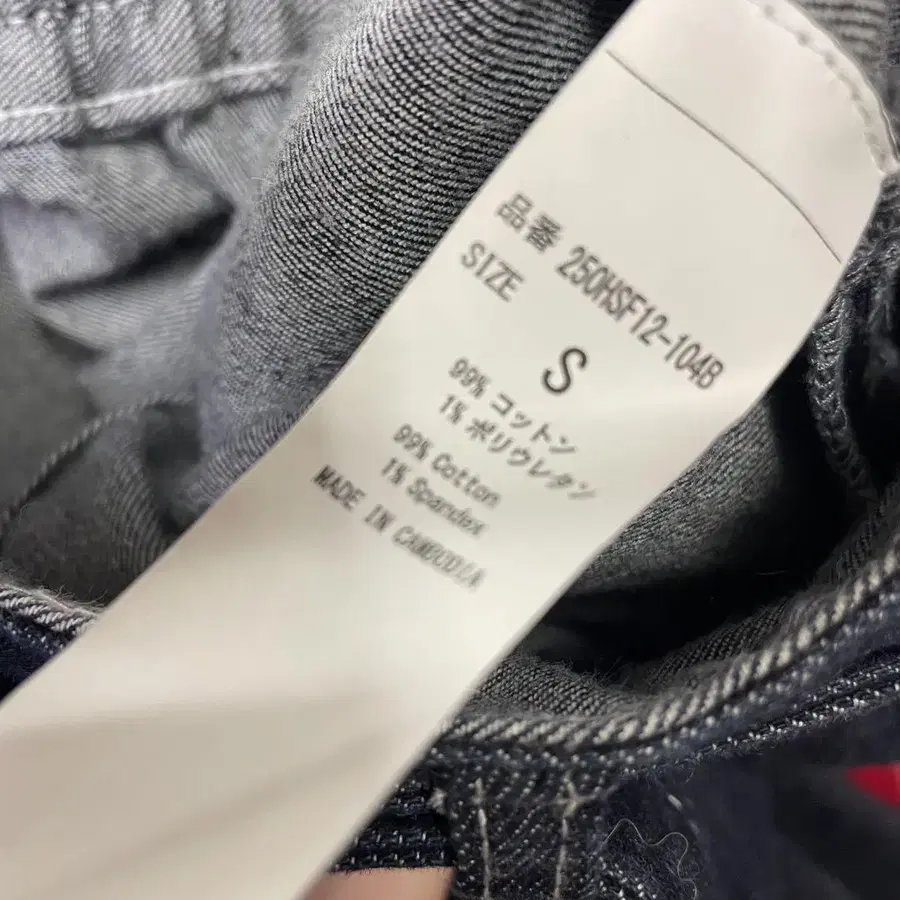 品番 250HSF12-104B
SIZE
S
99% コットン
1% ポリウレタン
99% Cotton
1% Spandex
MADE IN CAMBODIA